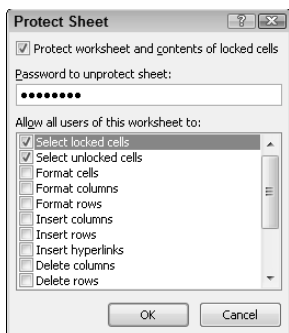 Protect Sheet
Protect worksheet and contents of locked cells
Password to unprotect sheet:
••••••••
Allow all users of this worksheet to:
Select locked cells
Select unlocked cells
Format cells
Format columns
Format rows
Insert columns
Insert rows
Insert hyperlinks
Delete columns
Delete rows
OK Cancel